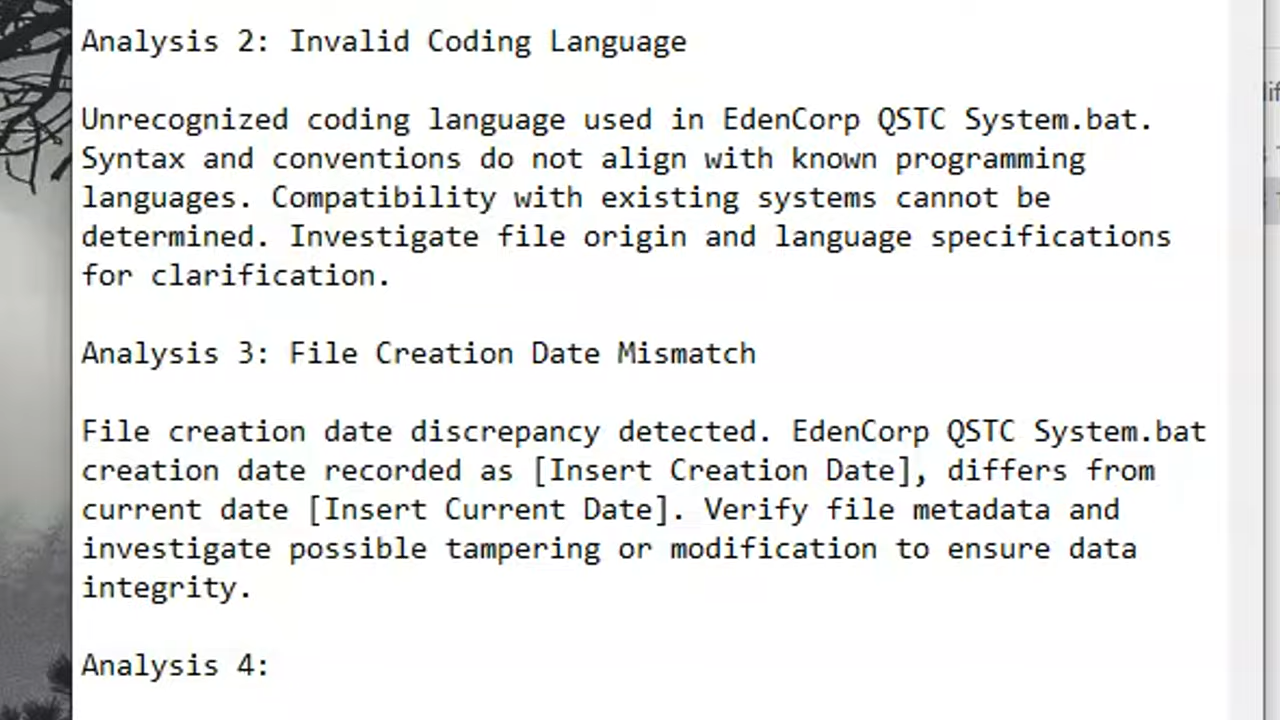 Analysis 2: Invalid Coding Language
Unrecognized coding language used in EdenCorp QSTC System.bat.
Syntax and conventions do not align with known programming
languages. Compatibility with existing systems cannot be
determined. Investigate file origin and language specifications
for clarification.
Analysis 3: File Creation Date Mismatch
File creation date discrepancy detected. EdenCorp QSTC System.bat
creation date recorded as [Insert Creation Date], differs from
current date [Insert Current Date]. Verify file metadata and
investigate possible tampering or modification to ensure data
integrity.
Analysis 4: